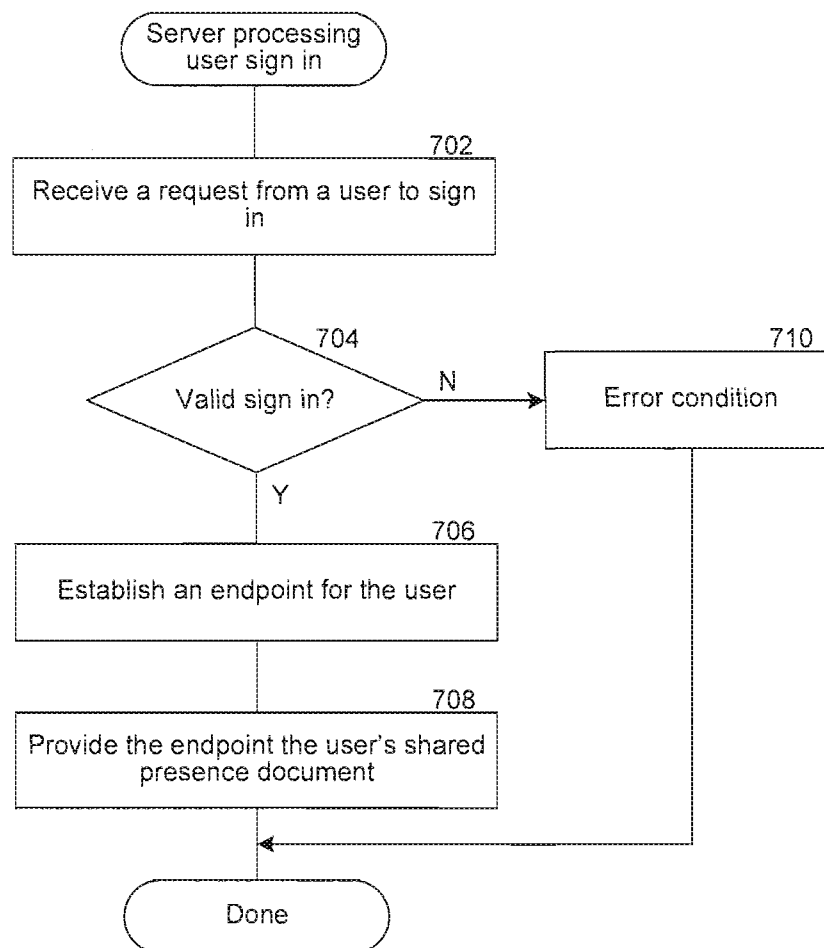 Server processing
user sign in
702
Receive a request from a user to sign
in
704
Valid sign in?
N
710
Error condition
Y
706
Establish an endpoint for the user
708
Provide the endpoint the user's shared
presence document
Done